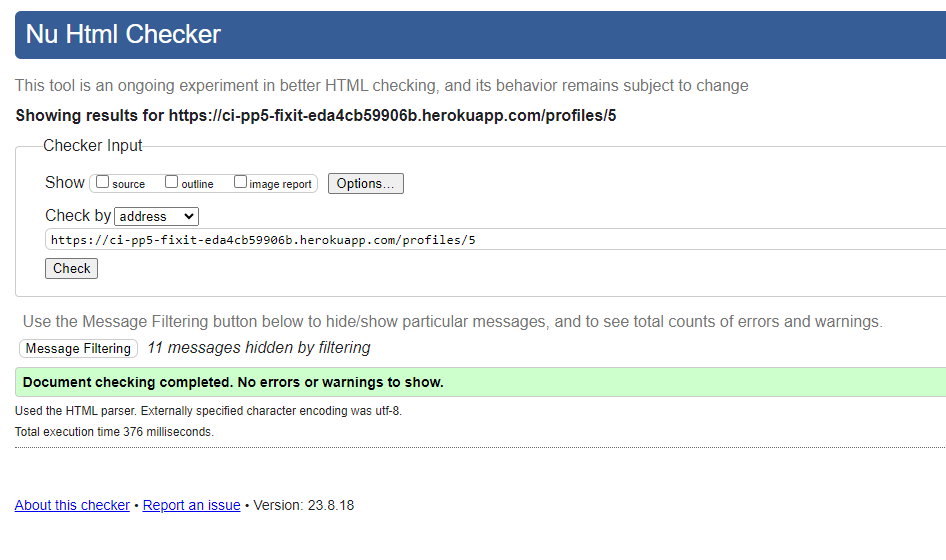 Nu Html Checker
This tool is an ongoing experiment in better HTML checking, and its behavior remains subject to change
Showing results for https://ci-pp5-fixit-eda4cb59906b.herokuapp.com/profiles/5
Checker Input
Show source outline image report Options...
Check by address
https://ci-pp5-fixit-eda4cb59906b.herokuapp.com/profiles/5
Check
Use the Message Filtering button below to hide/show particular messages, and to see total counts of errors and warnings.
Message Filtering 11 messages hidden by filtering
Document checking completed. No errors or warnings to show.
Used the HTML parser. Externally specified character encoding was utf-8.
Total execution time 376 milliseconds.
About this checker • Report an issue • Version: 23.8.18